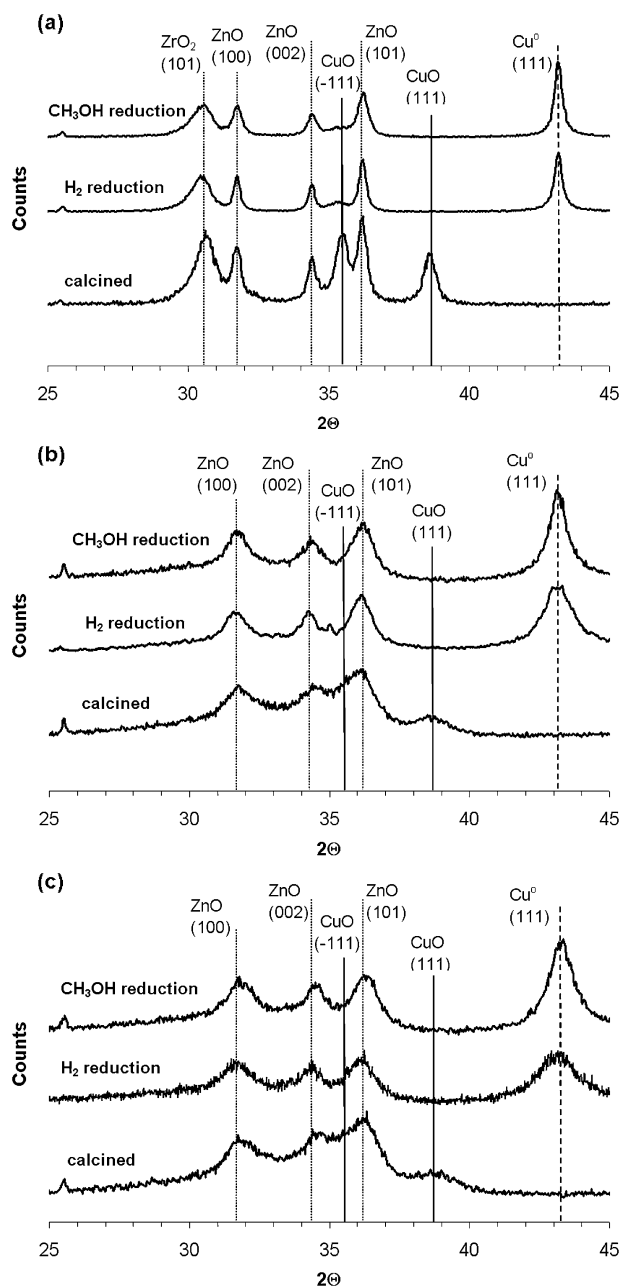 (a)
ZrO₂
(101)
ZnO
(100)
ZnO
(002)
CuO
(-111)
ZnO
(101)
CuO
(111)
Cu⁰
(111)
CH₃OH reduction
H₂ reduction
calcined
Counts
25 30 35 40 45
2Θ
(b)
ZnO
(100)
ZnO
(002)
CuO
(-111)
ZnO
(101)
CuO
(111)
Cu⁰
(111)
CH₃OH reduction
H₂ reduction
calcined
Counts
25 30 35 40 45
2Θ
(c)
ZnO
(100)
ZnO
(002)
CuO
(-111)
ZnO
(101)
CuO
(111)
Cu⁰
(111)
CH₃OH reduction
H₂ reduction
calcined
Counts
25 30 35 40 45
2Θ